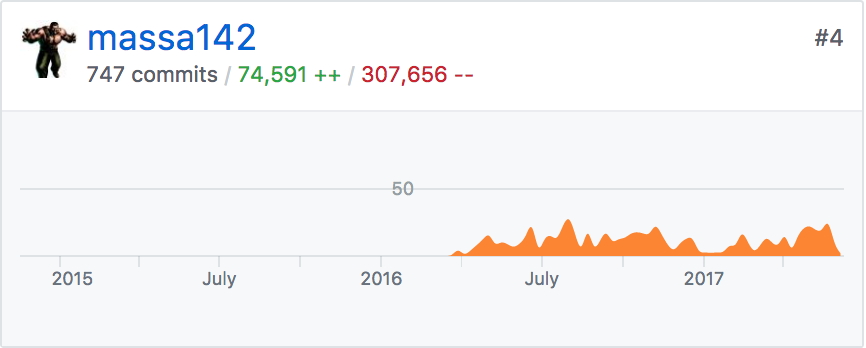 massa142
#4
747 commits / 74,591 ++ / 307,656 --
50
2015 July 2016 July 2017